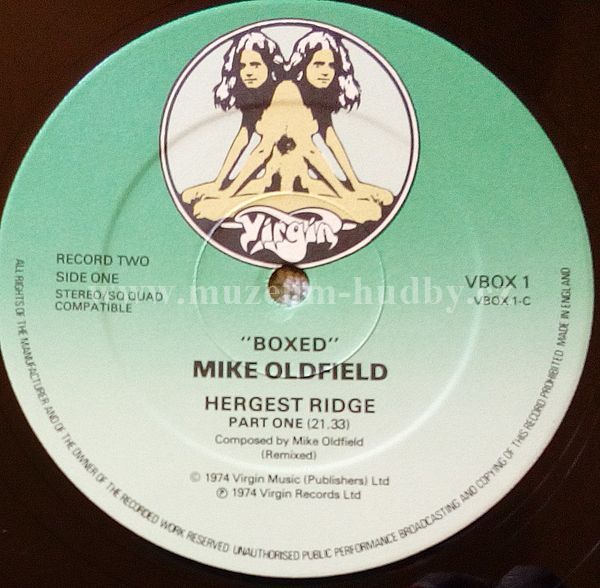 Virgin
RECORD TWO
SIDE ONE
STEREO/SQ QUAD
COMPATIBLE
VBOX 1
VBOX 1-C
www.muzeum-hudby.cz
"BOXED"
MIKE OLDFIELD
HERGEST RIDGE
PART ONE (21.33)
Composed by Mike Oldfield
(Remixed)
© 1974 Virgin Music (Publishers) Ltd
℗ 1974 Virgin Records Ltd
ALL RIGHTS OF THE MANUFACTURER AND OF THE OWNER OF THE RECORDED WORK RESERVED. UNAUTHORISED PUBLIC PERFORMANCE BROADCASTING AND COPYING OF THIS RECORD PROHIBITED. MADE IN ENGLAND